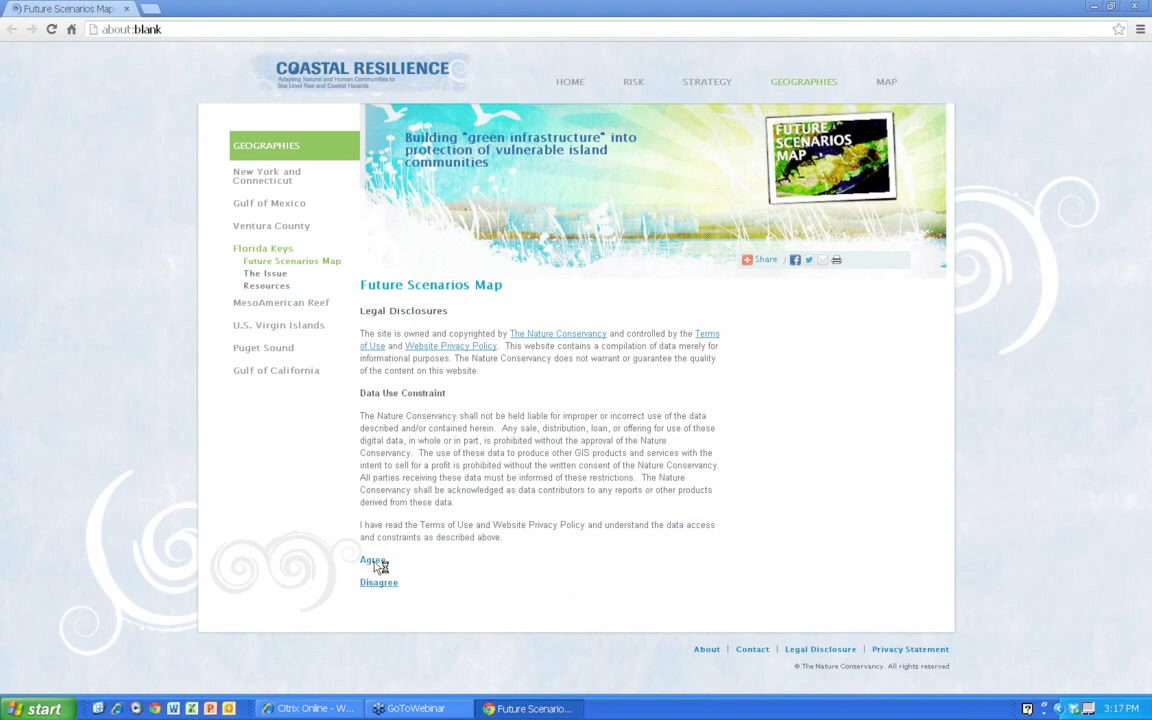 Future Scenarios Map
about:blank
COASTAL RESILIENCE
Adapting Natural and Human Communities to
Sea Level Rise and Coastal Hazards
HOME RISK STRATEGY GEOGRAPHIES MAP
GEOGRAPHIES
New York and
Connecticut
Gulf of Mexico
Ventura County
Florida Keys
Future Scenarios Map
The Issue
Resources
MesoAmerican Reef
U.S. Virgin Islands
Puget Sound
Gulf of California
Building "green infrastructure" into
protection of vulnerable island
communities
FUTURE
SCENARIOS
MAP
Share /
Future Scenarios Map
Legal Disclosures
The site is owned and copyrighted by The Nature Conservancy and controlled by the Terms
of Use and Website Privacy Policy. This website contains a compilation of data merely for
informational purposes. The Nature Conservancy does not warrant or guarantee the quality
of the content on this website.
Data Use Constraint
The Nature Conservancy shall not be held liable for improper or incorrect use of the data
described and/or contained herein. Any sale, distribution, loan, or offering for use of these
digital data, in whole or in part, is prohibited without the approval of the Nature
Conservancy. The use of these data to produce other GIS products and services with the
intent to sell for a profit is prohibited without the written consent of the Nature Conservancy.
All parties receiving these data must be informed of these restrictions. The Nature
Conservancy shall be acknowledged as data contributors to any reports or other products
derived from these data.
I have read the Terms of Use and Website Privacy Policy and understand the data access
and constraints as described above.
Agree
Disagree
About | Contact | Legal Disclosure | Privacy Statement
© The Nature Conservancy. All rights reserved
start Citrix Online - W... GoToWebinar Future Scenario... 3:17 PM